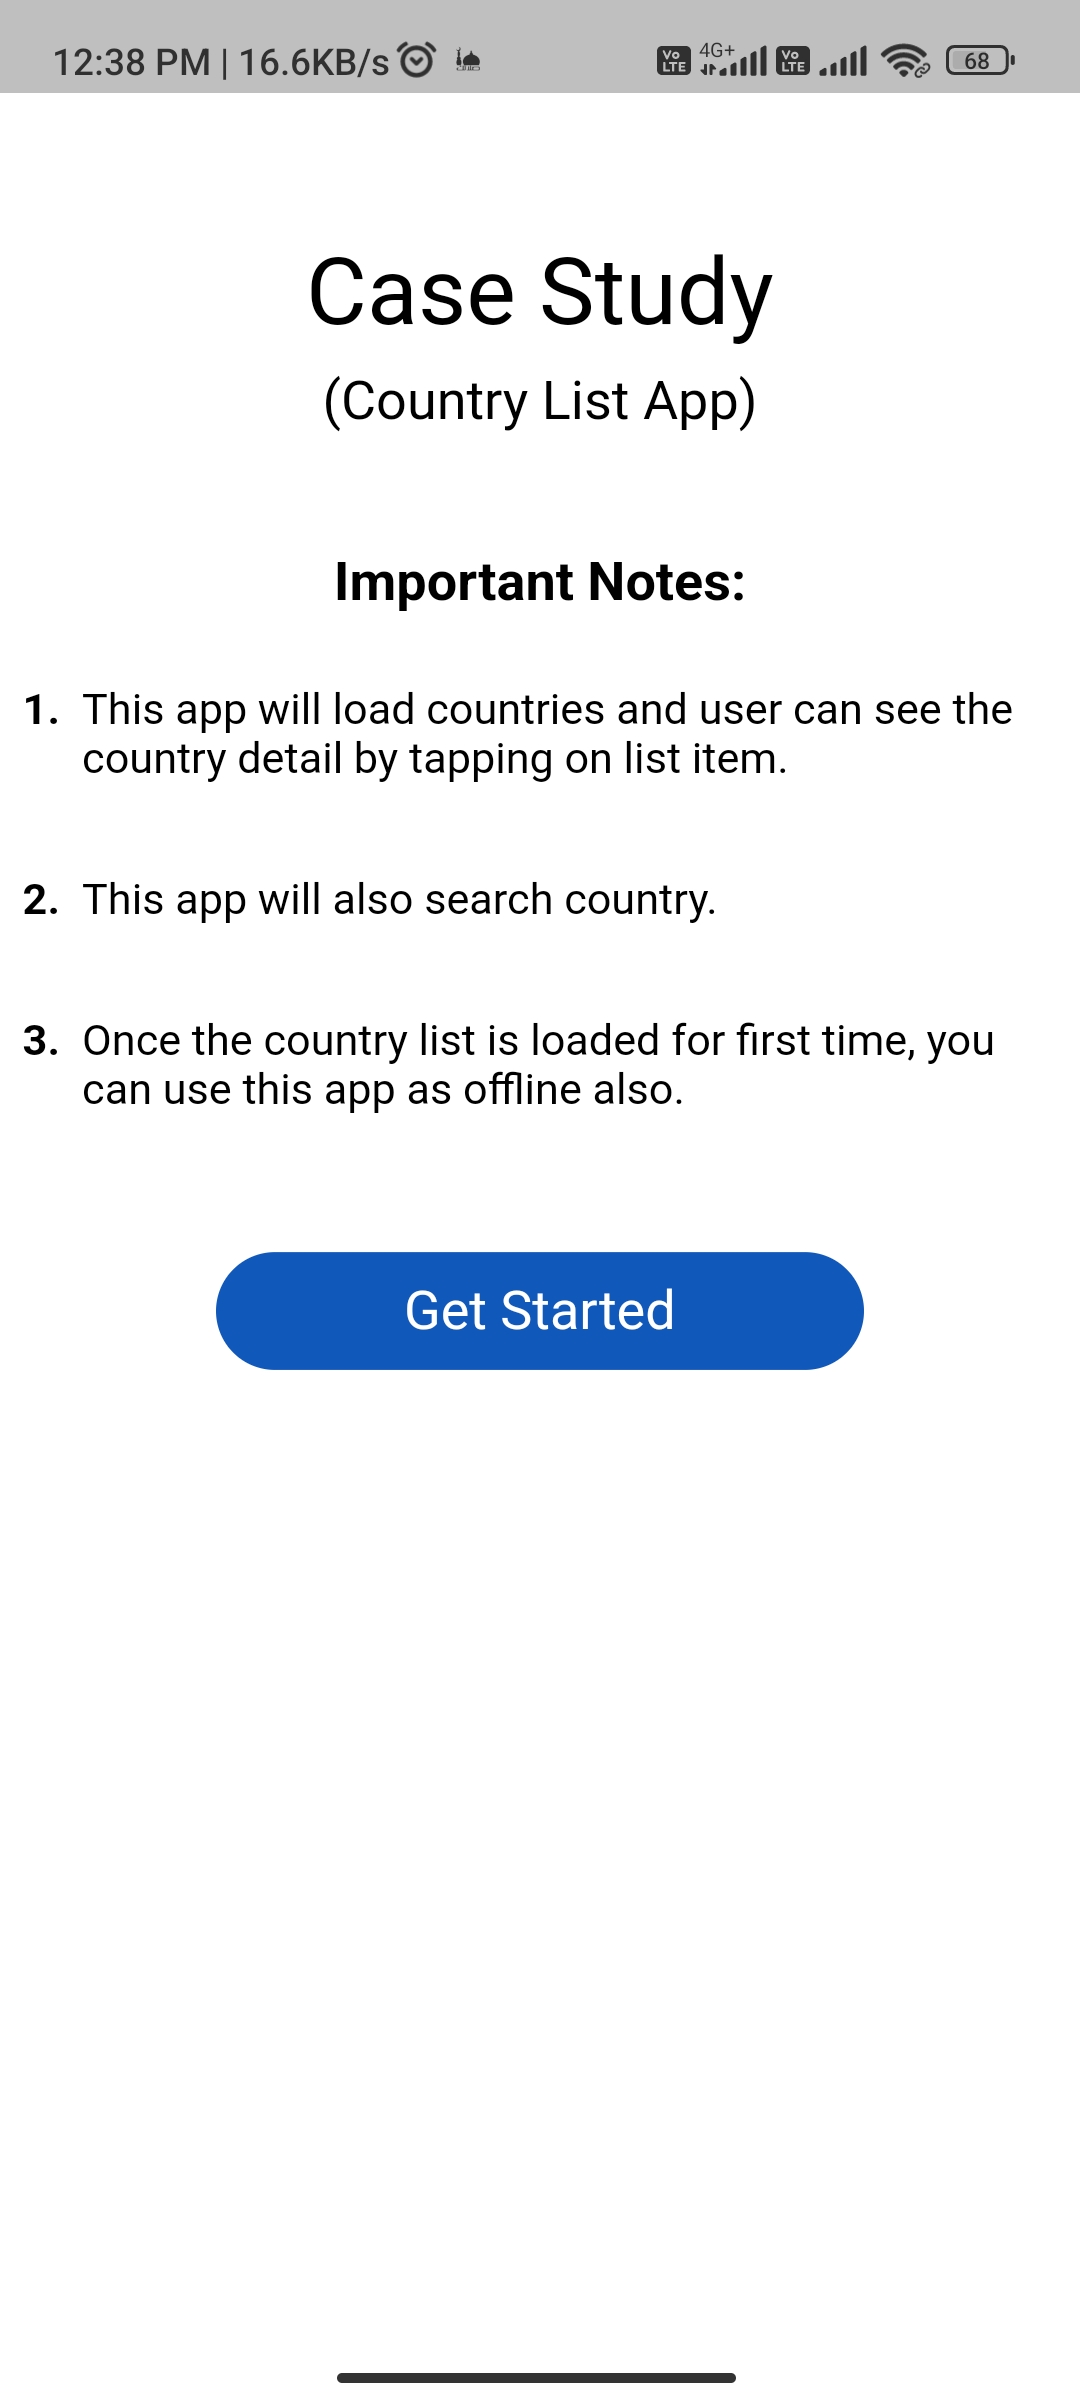 12:38 PM | 16.6KB/s
Vo LTE 4G+ Vo LTE 68
Case Study
(Country List App)
Important Notes:
1. This app will load countries and user can see the
country detail by tapping on list item.
2. This app will also search country.
3. Once the country list is loaded for first time, you
can use this app as offline also.
Get Started